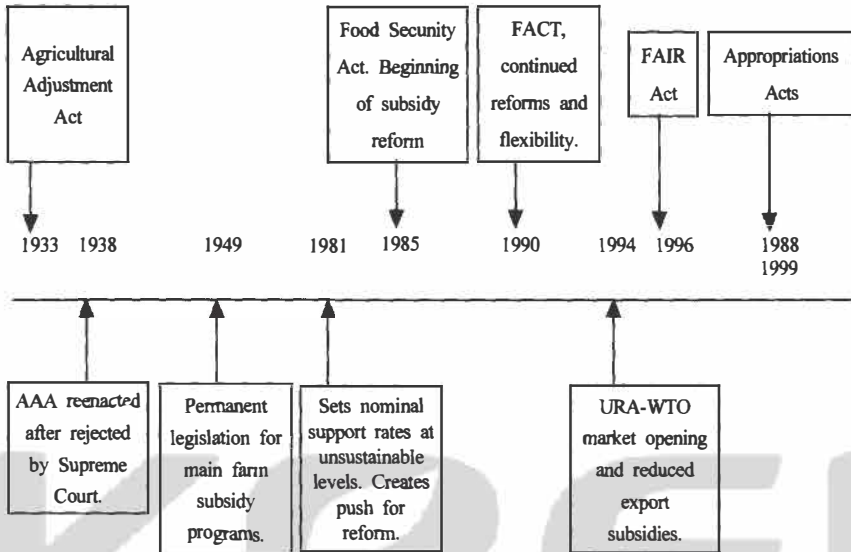 Agricultural
Adjustment
Act
Food Security
Act. Beginning
of subsidy
reform
FACT,
continued
reforms and
flexibility.
FAIR
Act
Appropriations
Acts
1933 1938 1949 1981 1985 1990 1994 1996 1988
1999
AAA reenacted
after rejected
by Supreme
Court.
Permanent
legislation for
main farm
subsidy
programs.
Sets nominal
support rates at
unsustainable
levels. Creates
push for
reform.
URA-WTO
market opening
and reduced
export
subsidies.